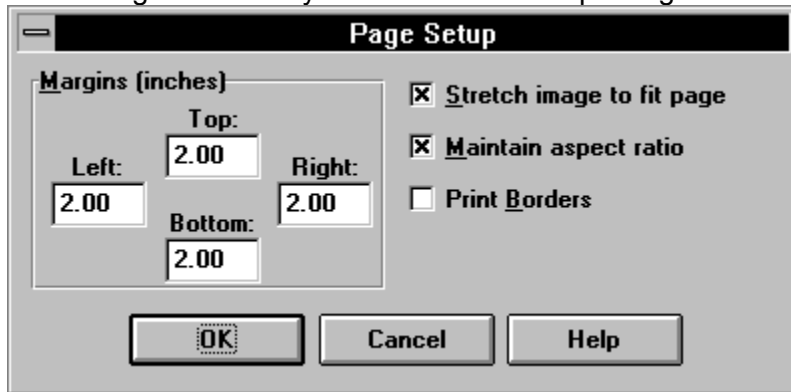 Page Setup
Margins (inches)
Top:
2.00
Left:
2.00
Right:
2.00
Bottom:
2.00
Stretch image to fit page
Maintain aspect ratio
Print Borders
OK
Cancel
Help